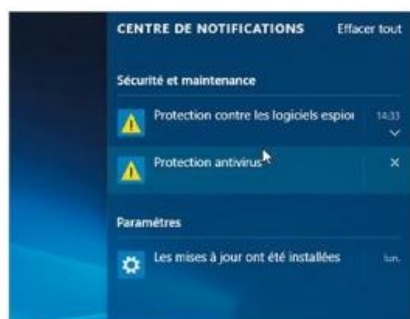 CENTRE DE NOTIFICATIONS Effacer tout
Sécurité et maintenance
Protection contre les logiciels espior 14:33
Protection antivirus
Paramètres
Les mises à jour ont été installées lun.